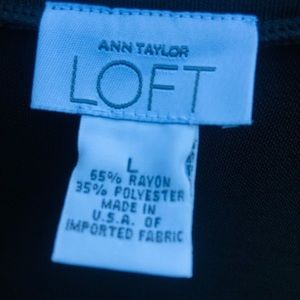 ANN TAYLOR
LOFT
L
65% RAYON
35% POLYESTER
MADE IN
U.S.A. OF
IMPORTED FABRIC